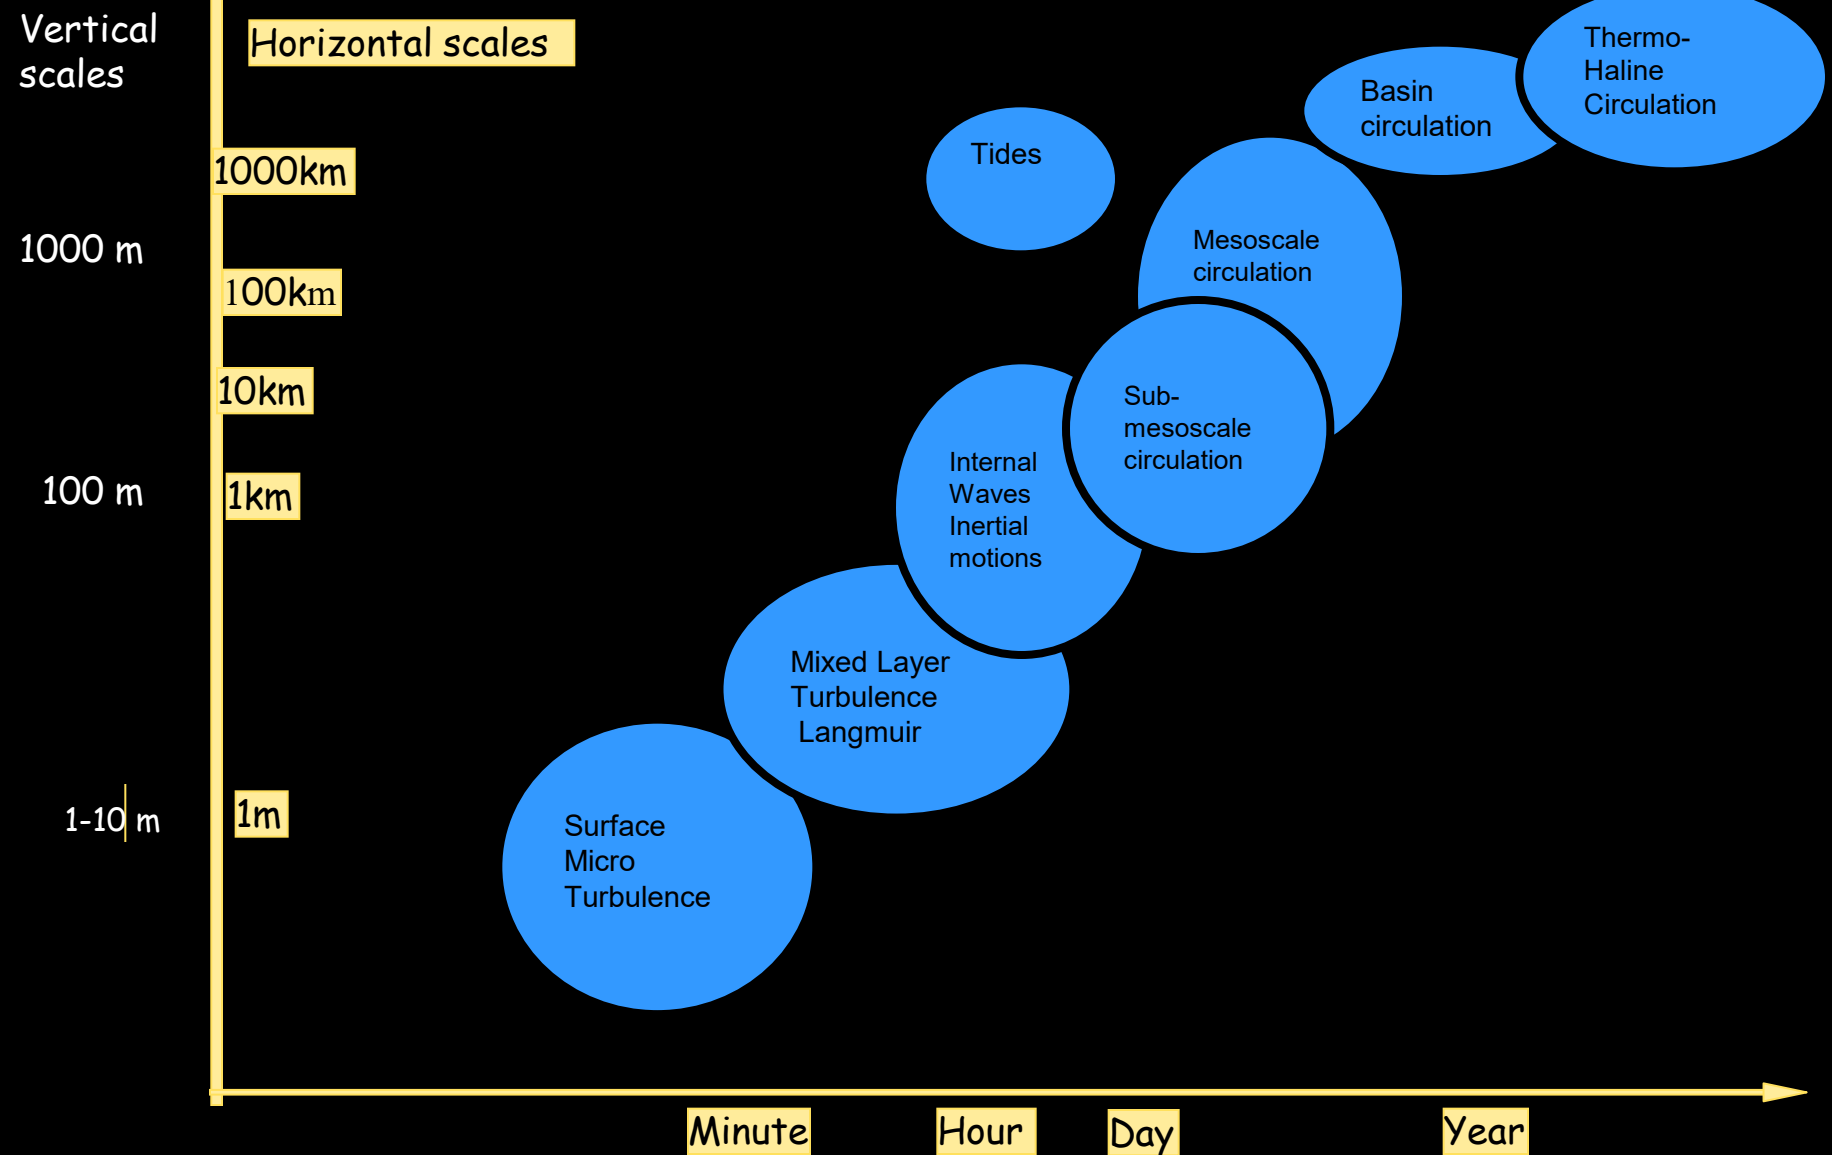 Vertical
scales
Horizontal scales
Thermo-
Haline
Circulation
Basin
circulation
Tides
1000km
1000 m
Mesoscale
circulation
100km
10km
Sub-
mesoscale
circulation
Internal
Waves
Inertial
motions
100 m
1km
Mixed Layer
Turbulence
Langmuir
1-10 m
1m
Surface
Micro
Turbulence
Minute
Hour
Day
Year